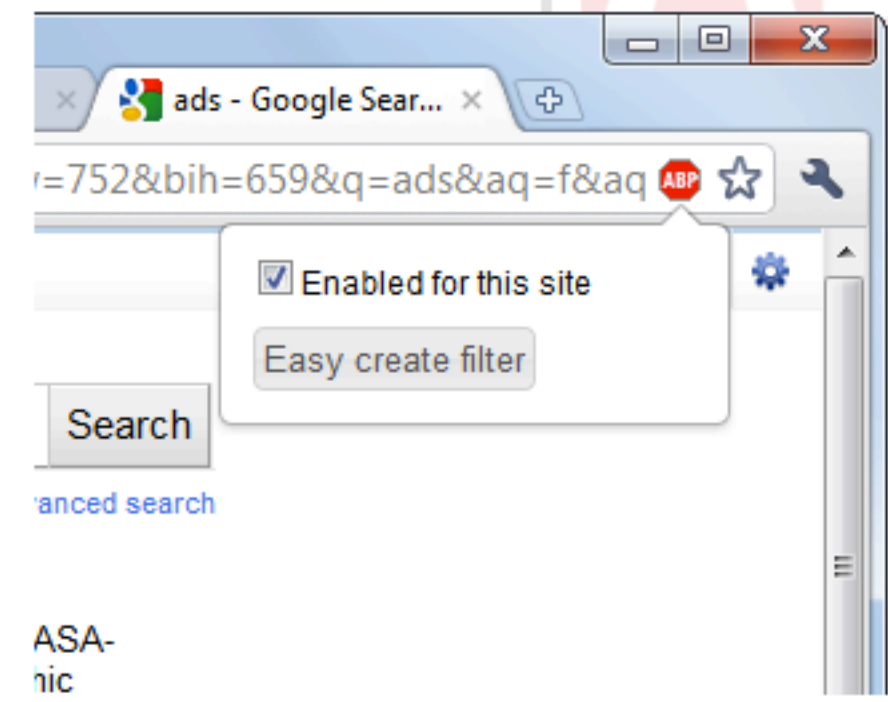 ads - Google Sear...
=752&bih=659&q=ads&aq=f&aq
ABP
Enabled for this site
Easy create filter
Search
anced search
ASA-
hic